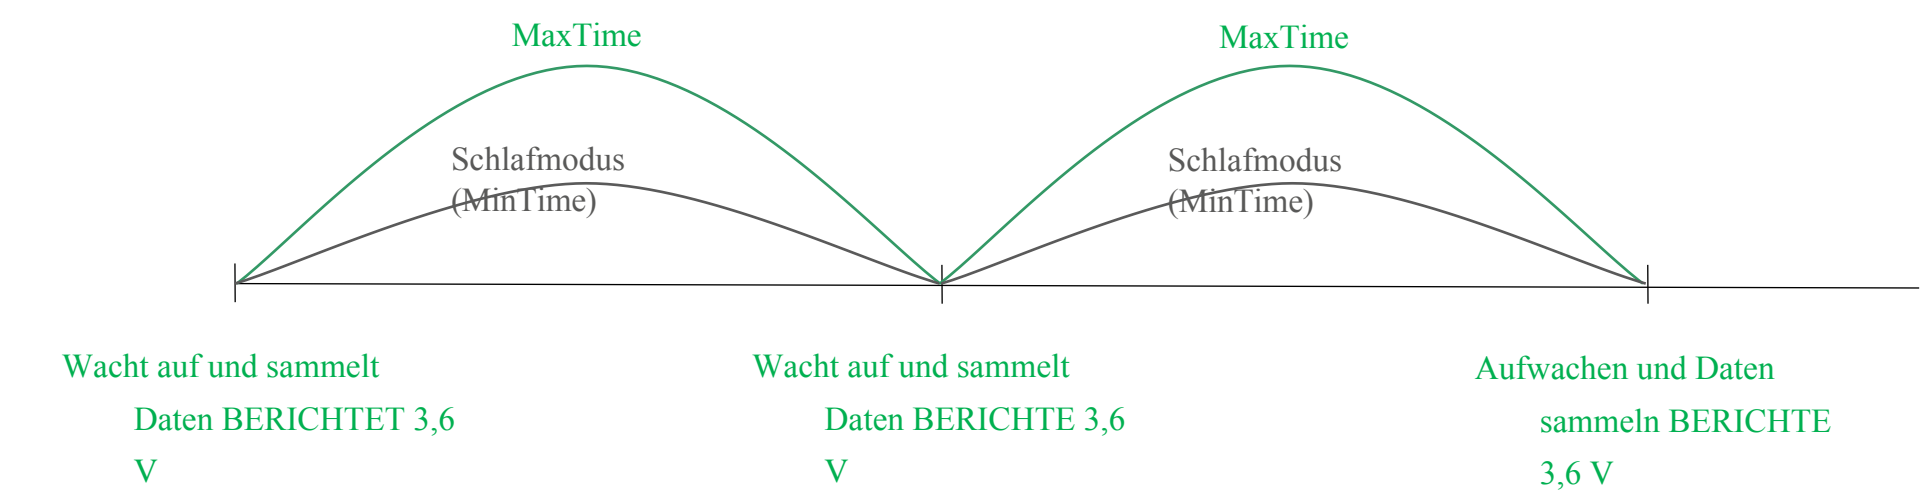 MaxTime
MaxTime
Schlafmodus
(MinTime)
Schlafmodus
(MinTime)
Wacht auf und sammelt
Daten BERICHTET 3,6
V
Wacht auf und sammelt
Daten BERICHTE 3,6
V
Aufwachen und Daten
sammeln BERICHTE
3,6 V